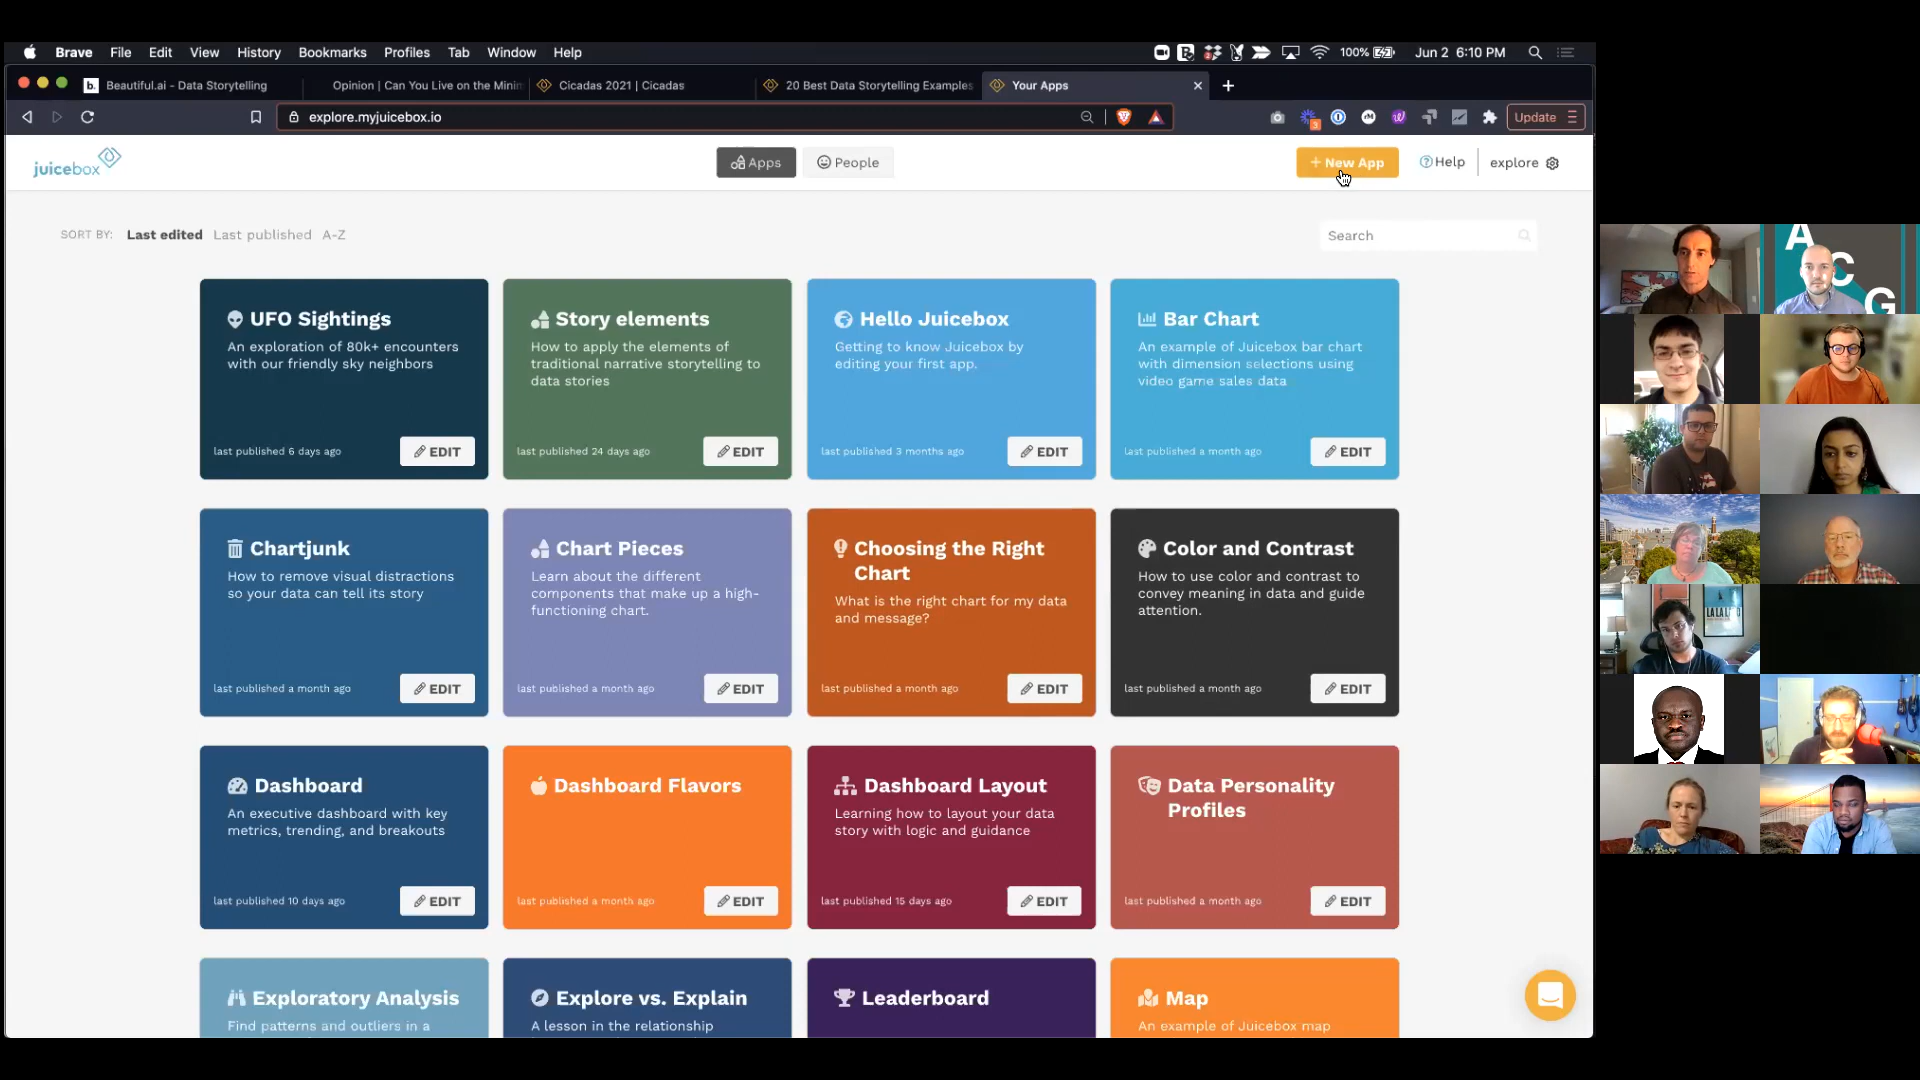 Brave File Edit View History Bookmarks Profiles Tab Window Help 100% Jun 2 6:10 PM
b. Beautiful.ai - Data Storytelling
Opinion | Can You Live on the Minim
Cicadas 2021 | Cicadas
20 Best Data Storytelling Examples
Your Apps
explore.myjuicebox.io
3
Update
juicebox
Apps
People
+ New App
Help
explore
SORT BY: Last edited Last published A-Z
Search
UFO Sightings
An exploration of 80k+ encounters
with our friendly sky neighbors
last published 6 days ago
EDIT
Story elements
How to apply the elements of
traditional narrative storytelling to
data stories
last published 24 days ago
EDIT
Hello Juicebox
Getting to know Juicebox by
editing your first app.
last published 3 months ago
EDIT
Bar Chart
An example of Juicebox bar chart
with dimension selections using
video game sales data
last published a month ago
EDIT
Chartjunk
How to remove visual distractions
so your data can tell its story
last published a month ago
EDIT
Chart Pieces
Learn about the different
components that make up a high-
functioning chart.
last published a month ago
EDIT
Choosing the Right
Chart
What is the right chart for my data
and message?
last published a month ago
EDIT
Color and Contrast
How to use color and contrast to
convey meaning in data and guide
attention.
last published a month ago
EDIT
Dashboard
An executive dashboard with key
metrics, trending, and breakouts
last published 10 days ago
EDIT
Dashboard Flavors
last published a month ago
EDIT
Dashboard Layout
Learning how to layout your data
story with logic and guidance
last published 15 days ago
EDIT
Data Personality
Profiles
last published a month ago
EDIT
Exploratory Analysis
Find patterns and outliers in a
Explore vs. Explain
A lesson in the relationship
Leaderboard
Map
An example of Juicebox map
A
C
G
LA LA LAND